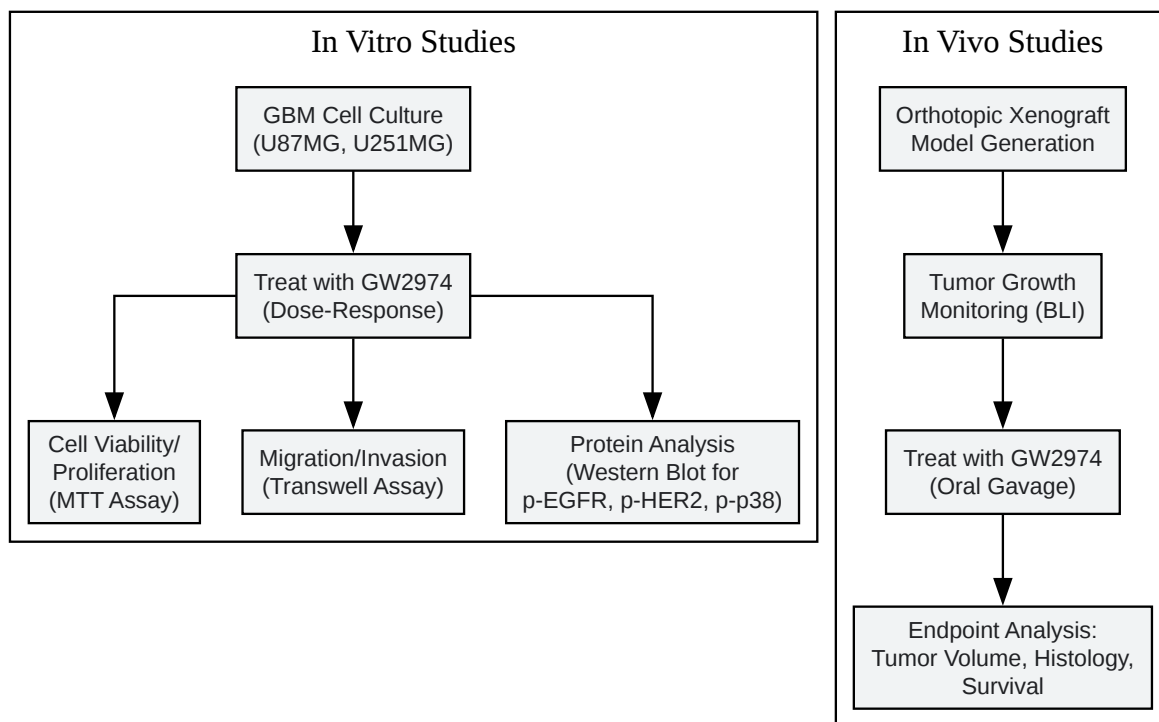 In Vitro Studies
GBM Cell Culture
(U87MG, U251MG)
Treat with GW2974
(Dose-Response)
Cell Viability/
Proliferation
(MTT Assay)
Migration/Invasion
(Transwell Assay)
Protein Analysis
(Western Blot for
p-EGFR, p-HER2, p-p38)
In Vivo Studies
Orthotopic Xenograft
Model Generation
Tumor Growth
Monitoring (BLI)
Treat with GW2974
(Oral Gavage)
Endpoint Analysis:
Tumor Volume, Histology,
Survival